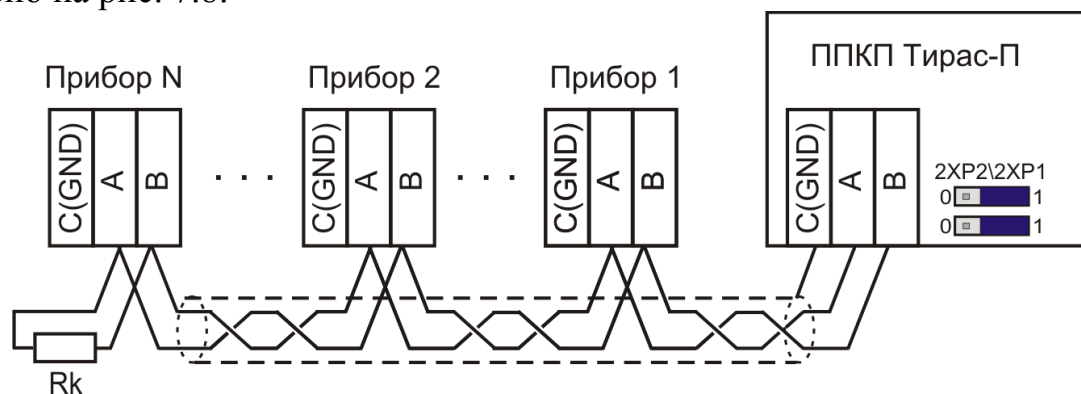 на рис. 7.8.
ППКП Тирас-П
Прибор N
Прибор 2
Прибор 1
C(GND) A B
. . .
C(GND) A B
. . .
C(GND) A B
C(GND) A B
2XP2\2XP1
0 1
0 1
Rk